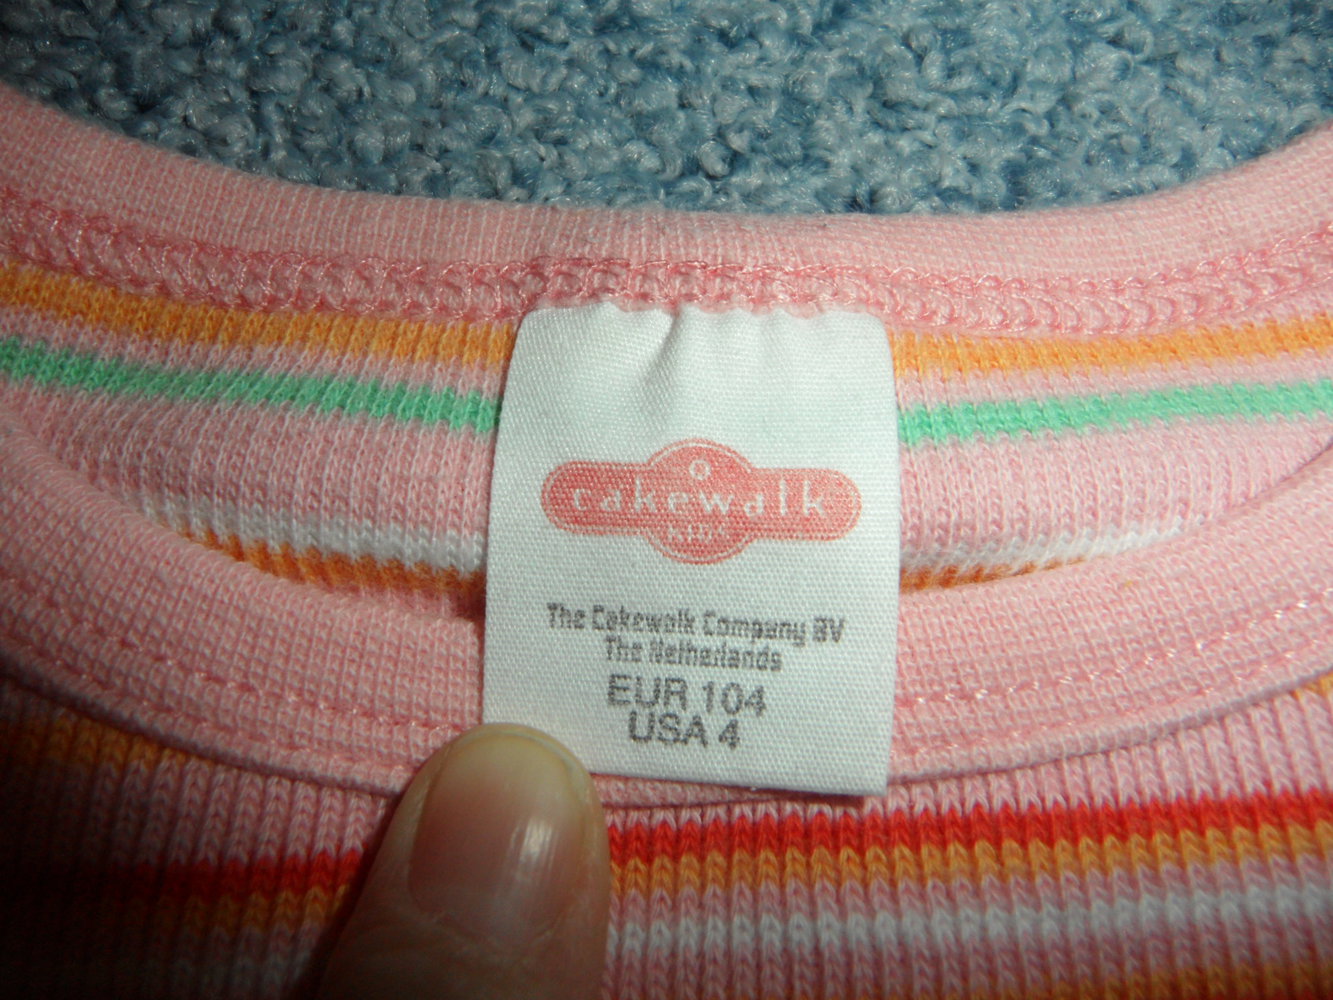 cakewalk
The Cakewalk Company BV
The Netherlands
EUR 104
USA 4